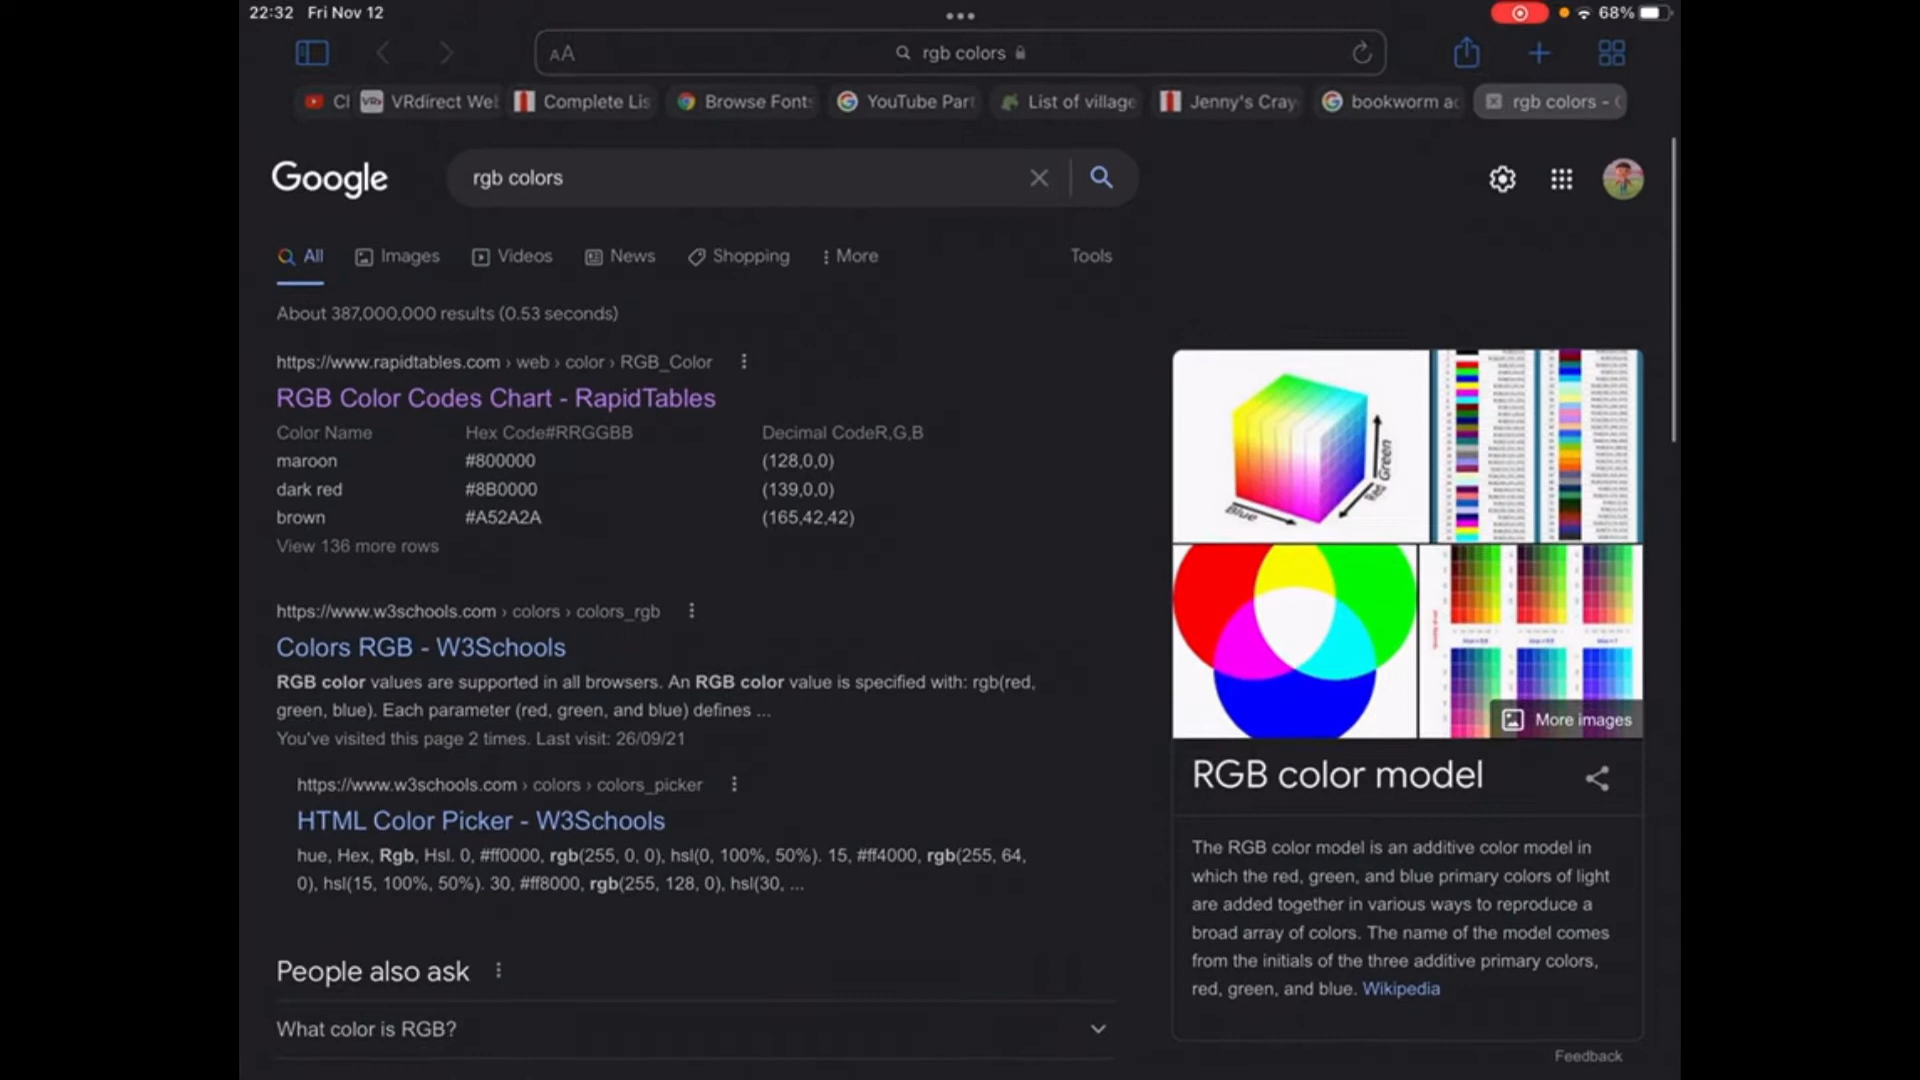 22:32 Fri Nov 12
68%
AA
rgb colors
Cl
VRdirect Wel
Complete Lis
Browse Fonts
YouTube Part
List of village
Jenny's Cray
bookworm ac
rgb colors -
Google
rgb colors
All
Images
Videos
News
Shopping
More
Tools
About 387,000,000 results (0.53 seconds)
https://www.rapidtables.com › web › color › RGB_Color
RGB Color Codes Chart - RapidTables
Color Name Hex Code#RRGGBB Decimal CodeR,G,B
maroon #800000 (128,0,0)
dark red #8B0000 (139,0,0)
brown #A52A2A (165,42,42)
View 136 more rows
https://www.w3schools.com › colors › colors_rgb
Colors RGB - W3Schools
RGB color values are supported in all browsers. An RGB color value is specified with: rgb(red,
green, blue). Each parameter (red, green, and blue) defines ...
You've visited this page 2 times. Last visit: 26/09/21
https://www.w3schools.com › colors › colors_picker
HTML Color Picker - W3Schools
hue, Hex, Rgb, Hsl. 0, #ff0000, rgb(255, 0, 0), hsl(0, 100%, 50%). 15, #ff4000, rgb(255, 64,
0), hsl(15, 100%, 50%). 30, #ff8000, rgb(255, 128, 0), hsl(30, ...
People also ask
What color is RGB?
Green
Red
Blue
More images
RGB color model
The RGB color model is an additive color model in
which the red, green, and blue primary colors of light
are added together in various ways to reproduce a
broad array of colors. The name of the model comes
from the initials of the three additive primary colors,
red, green, and blue. Wikipedia
Feedback